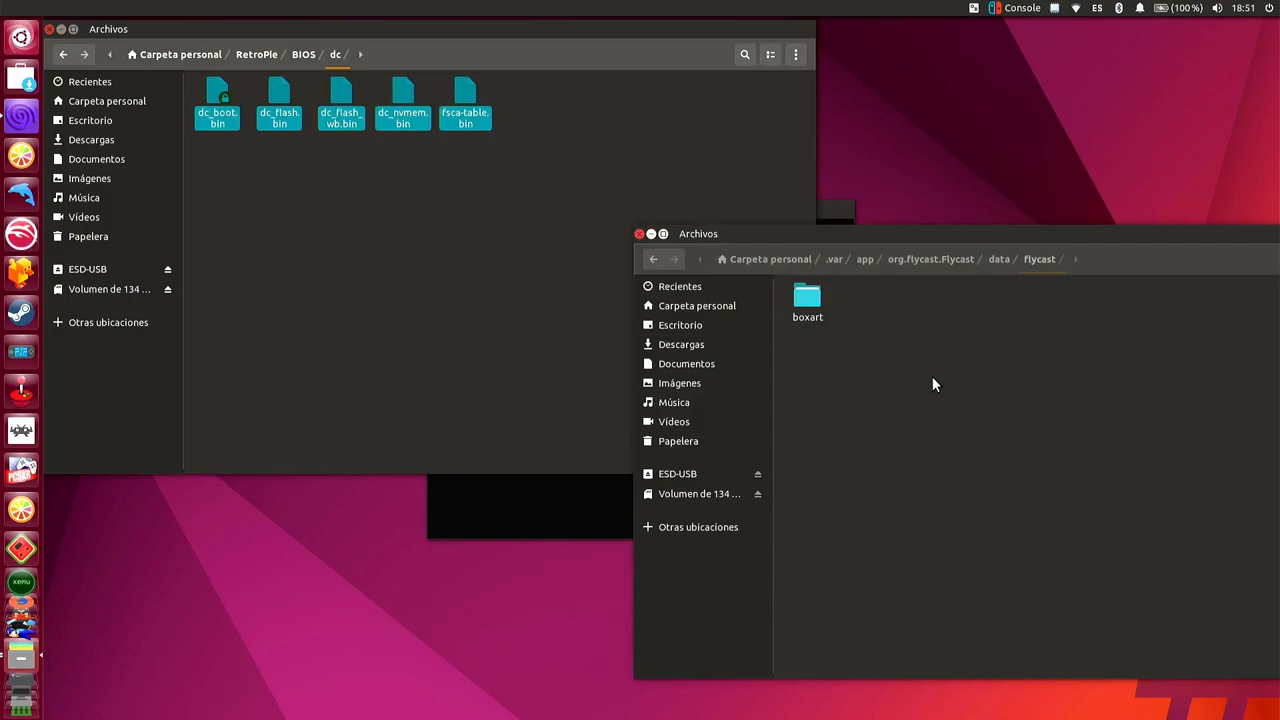 Console
ES
(100%)
18:51
Archivos
Carpeta personal / RetroPie / BIOS / dc /
Recientes
Carpeta personal
Escritorio
Descargas
Documentos
Imágenes
Música
Vídeos
Papelera
ESD-USB
Volumen de 134 ...
Otras ubicaciones
dc_boot.
bin
dc_flash.
bin
dc_flash_
wb.bin
dc_nvmem.
bin
fsca-table.
bin
Archivos
Carpeta personal / .var / app / org.flycast.Flycast / data / flycast /
Recientes
Carpeta personal
Escritorio
Descargas
Documentos
Imágenes
Música
Vídeos
Papelera
ESD-USB
Volumen de 134 ...
Otras ubicaciones
boxart
PSP
xemu